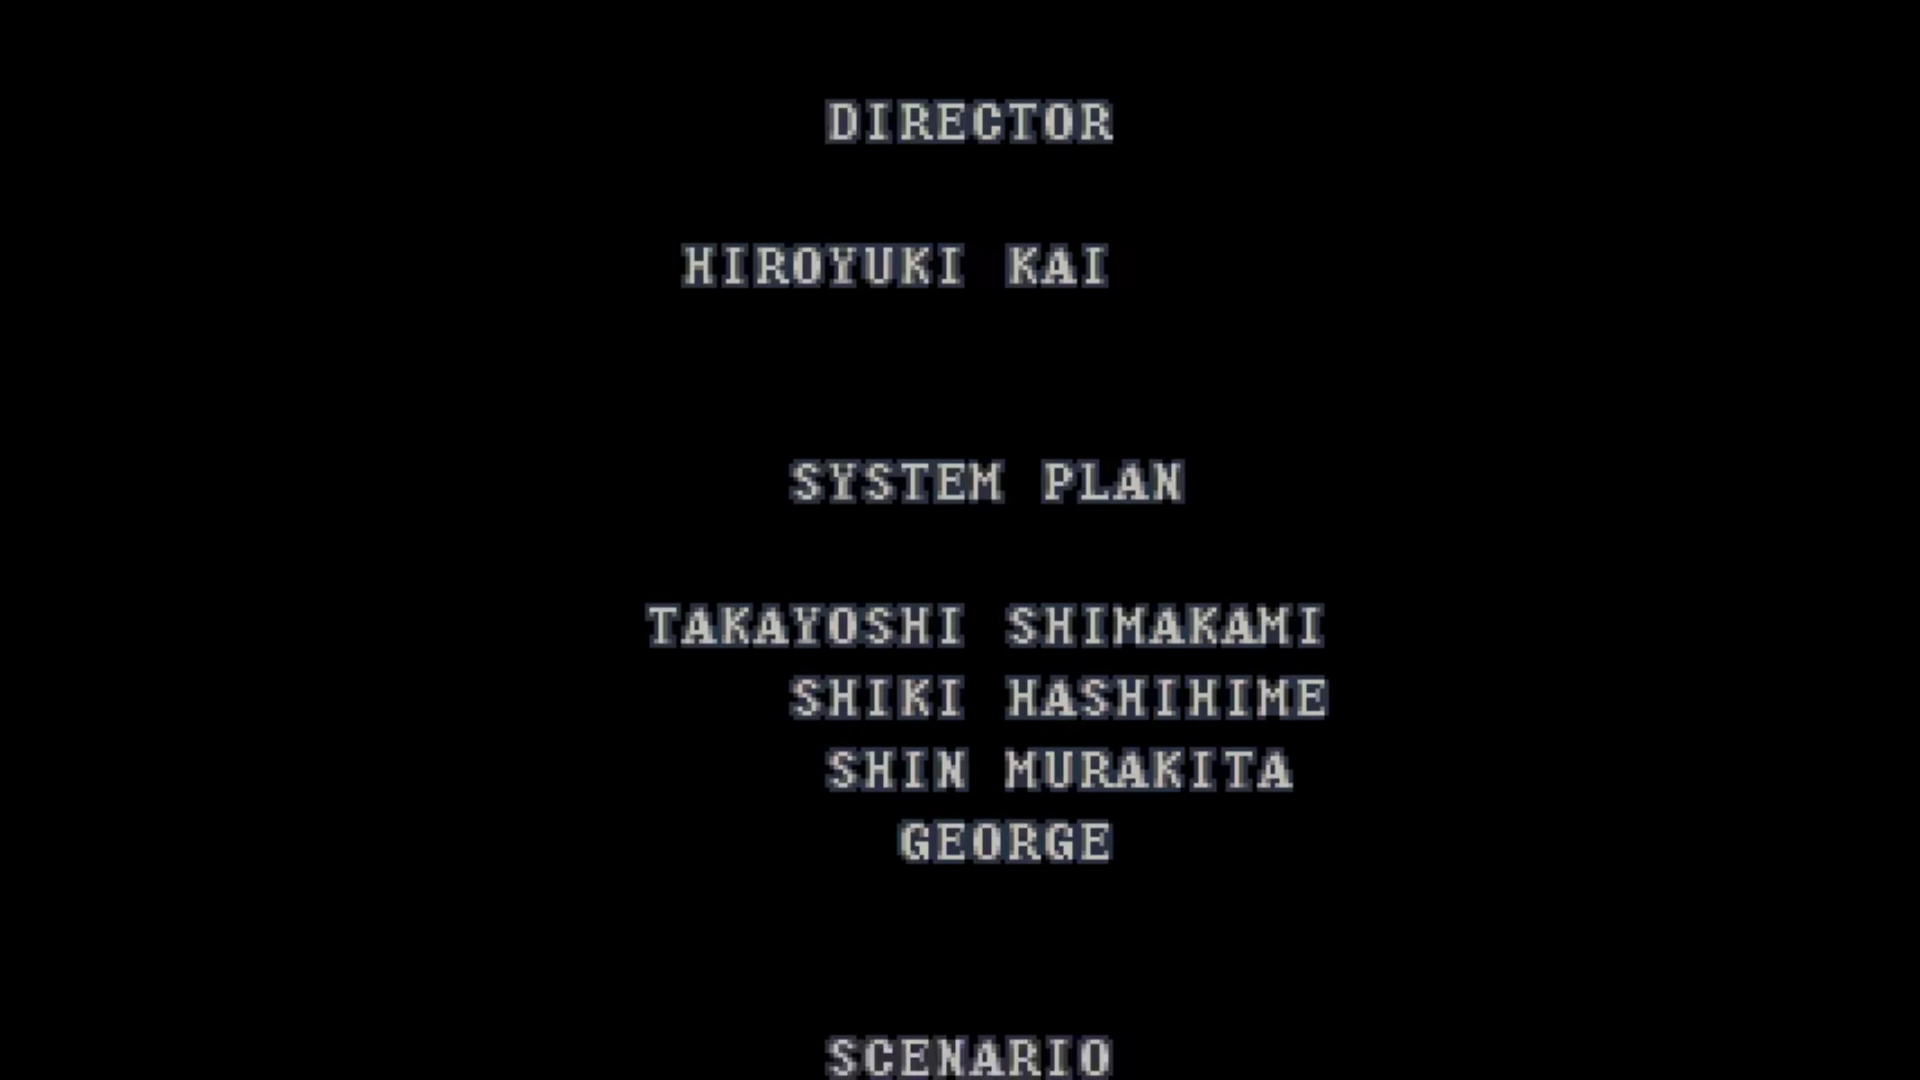 DIRECTOR
HIROYUKI KAI
SYSTEM PLAN
TAKAYOSHI SHIMAKAMI
SHIKI HASHIHIME
SHIN MURAKITA
GEORGE
SCENARIO